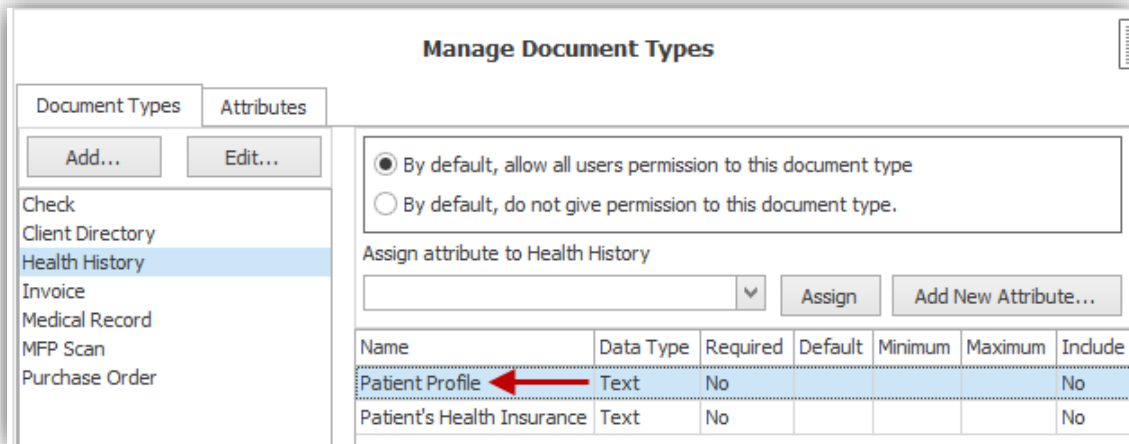 Manage Document Types
Document Types Attributes
Add... Edit...
Check
Client Directory
Health History
Invoice
Medical Record
MFP Scan
Purchase Order
By default, allow all users permission to this document type
By default, do not give permission to this document type.
Assign attribute to Health History
Assign Add New Attribute...
Name Data Type Required Default Minimum Maximum Include
Patient Profile Text No No
Patient's Health Insurance Text No No